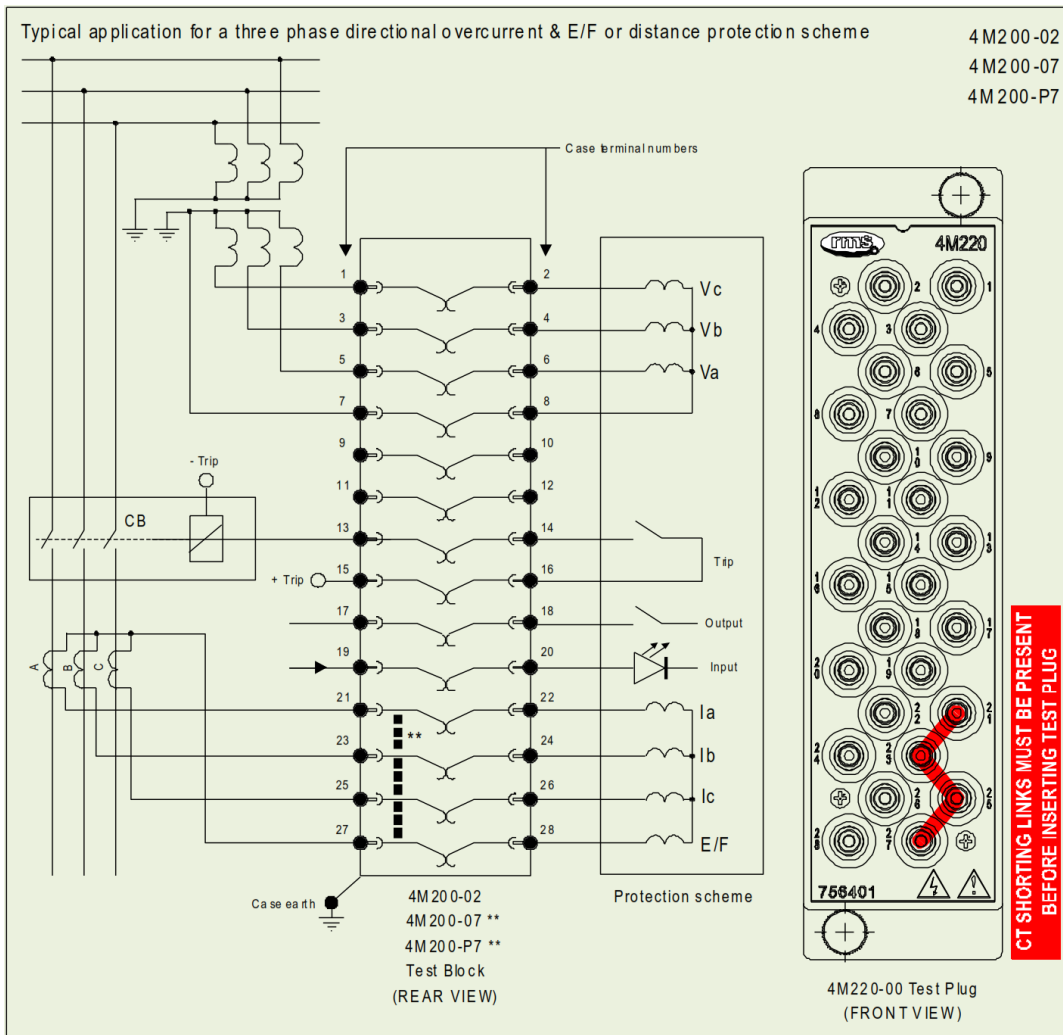 Typical application for a three phase directional overcurrent & E/F or distance protection scheme
4M200-02
4M200-07
4M200-P7
Case terminal numbers
1
2
Vc
3
4
Vb
5
6
Va
7
8
9
10
11
12
- Trip
CB
13
14
+ Trip
15
16
Trip
17
18
Output
19
20
Input
A
B
C
21
22
Ia
**
23
24
Ib
25
26
Ic
27
28
E/F
Case earth
4M200-02
4M200-07 **
4M200-P7 **
Test Block
(REAR VIEW)
Protection scheme
rms
4M220
2
1
4
3
6
5
8
7
10
9
12
11
14
13
16
15
18
17
20
19
22
21
24
23
26
25
28
27
756401
4M220-00 Test Plug
(FRONT VIEW)
CT SHORTING LINKS MUST BE PRESENT
BEFORE INSERTING TEST PLUG